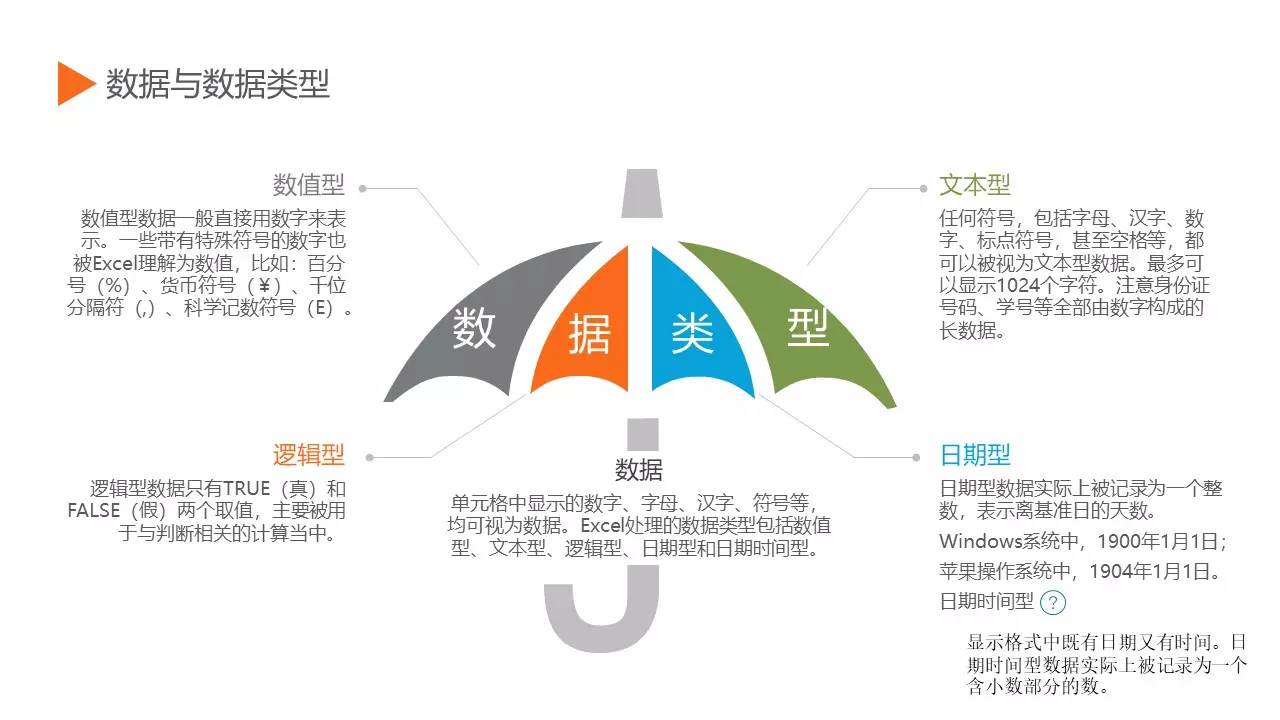 数据与数据类型
数值型
数值型数据一般直接用数字来表
示。一些带有特殊符号的数字也
被Excel理解为数值，比如：百分
号（%）、货币符号（￥）、千位
分隔符（,）、科学记数符号（E）。
文本型
任何符号，包括字母、汉字、数
字、标点符号，甚至空格等，都
可以被视为文本型数据。最多可
以显示1024个字符。注意身份证
号码、学号等全部由数字构成的
长数据。
数 据 类 型
逻辑型
逻辑型数据只有TRUE（真）和
FALSE（假）两个取值，主要被用
于与判断相关的计算当中。
数据
单元格中显示的数字、字母、汉字、符号等，
均可视为数据。Excel处理的数据类型包括数值
型、文本型、逻辑型、日期型和日期时间型。
日期型
日期型数据实际上被记录为一个整
数，表示离基准日的天数。
Windows系统中，1900年1月1日；
苹果操作系统中，1904年1月1日。
日期时间型 ?
显示格式中既有日期又有时间。日
期时间型数据实际上被记录为一个
含小数部分的数。